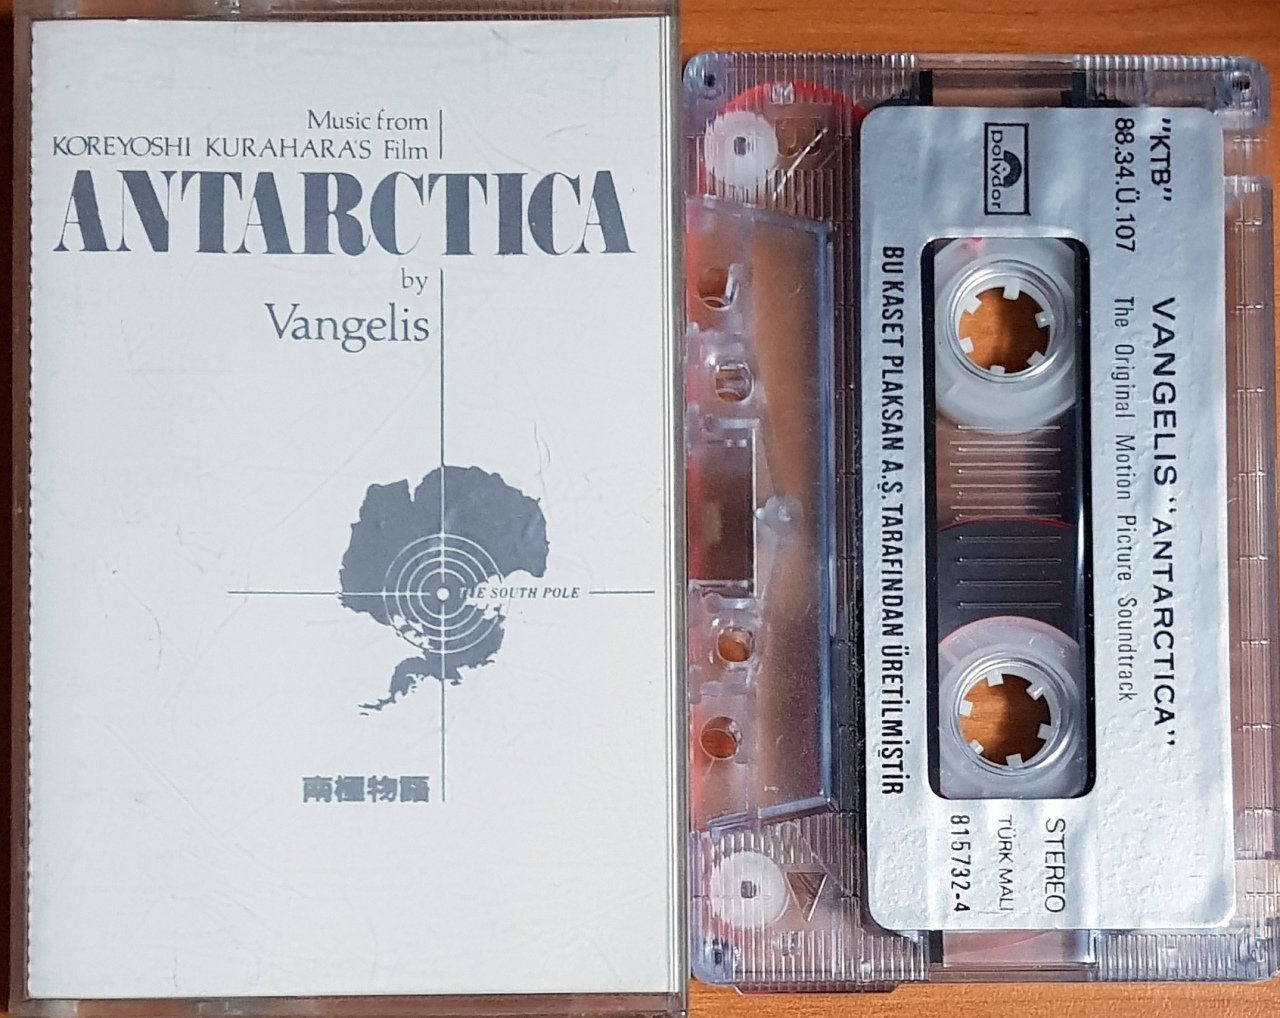 Music from
KOREYOSHI KURAHARA'S Film
ANTARCTICA
by
Vangelis
THE SOUTH POLE
南極物語
"KTB"
88.34.Ü.107
VANGELIS "ANTARCTICA"
The Original Motion Picture Soundtrack
polydor
BU KASET PLAKSAN A.Ş. TARAFINDAN ÜRETİLMİŞTİR
STEREO
TÜRK MALI
815732-4